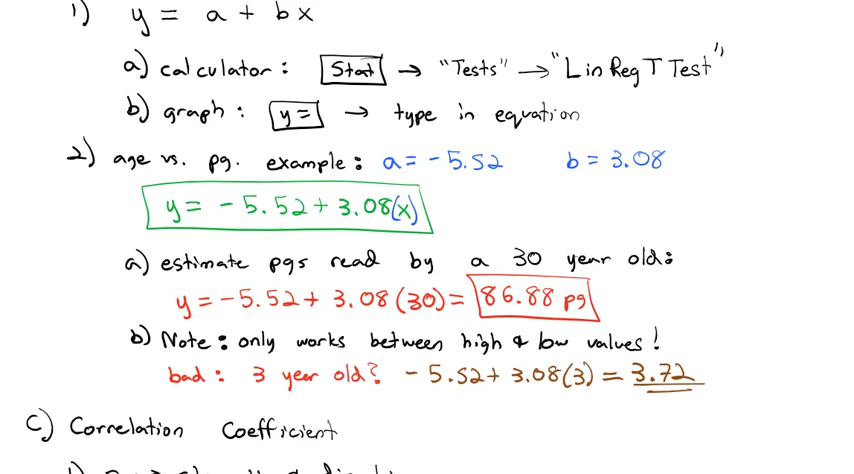 1) y = a + bx
a) calculator: Stat → "Tests" → "LinRegTTest"
b) graph: y= → type in equation
2) age vs. pg. example: a = -5.52 b = 3.08
y = -5.52 + 3.08(x)
a) estimate pgs read by a 30 year old:
y = -5.52 + 3.08(30) = 86.88 pg
b) Note: only works between high & low values!
bad: 3 year old? -5.52 + 3.08(3) = 3.72
C) Correlation Coefficient